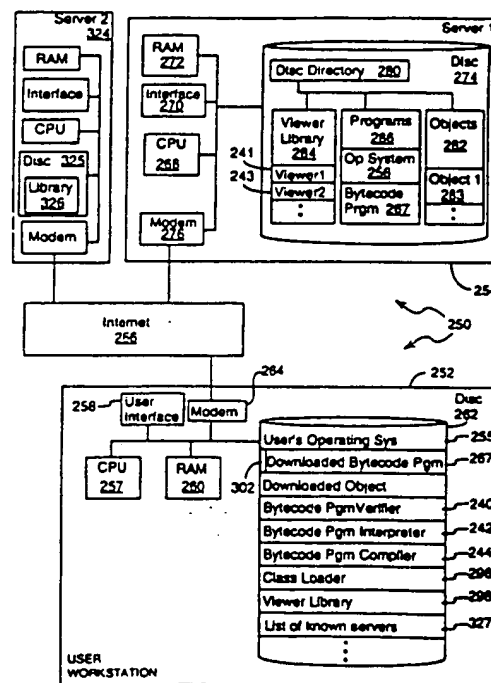 Server 2
324
RAM
Interface
CPU
Disc 325
Library
326
Modem
Server 1
RAM
272
Interface
270
CPU
268
Modem
276
Disc
274
Disc Directory 280
Viewer
Library
284
241
Viewer1
243
Viewer2
Programs
286
Op System
256
Bytecode
Prgm 267
Objects
282
Object 1
283
254
Internet
256
250
252
264
258
User
Interface
Modem
CPU
257
RAM
260
302
Disc
262
User's Operating Sys
255
Downloaded Bytecode Pgm
267
Downloaded Object
Bytecode PgmVerifier
240
Bytecode Pgm Interpreter
242
Bytecode Pgm Compiler
244
Class Loader
296
Viewer Library
298
List of known servers
327
USER
WORKSTATION